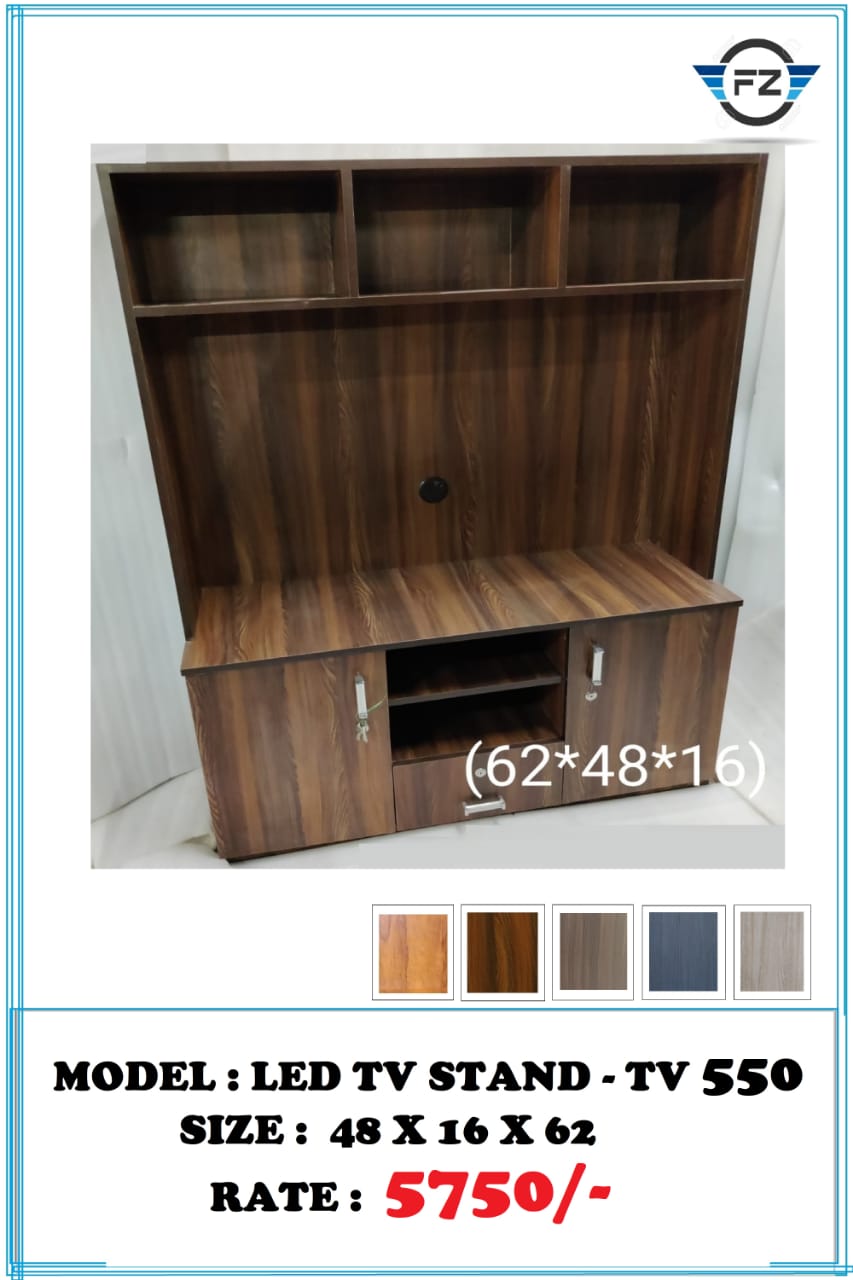 FZ
(62*48*16)
MODEL : LED TV STAND - TV 550
SIZE : 48 X 16 X 62
RATE : 5750/-